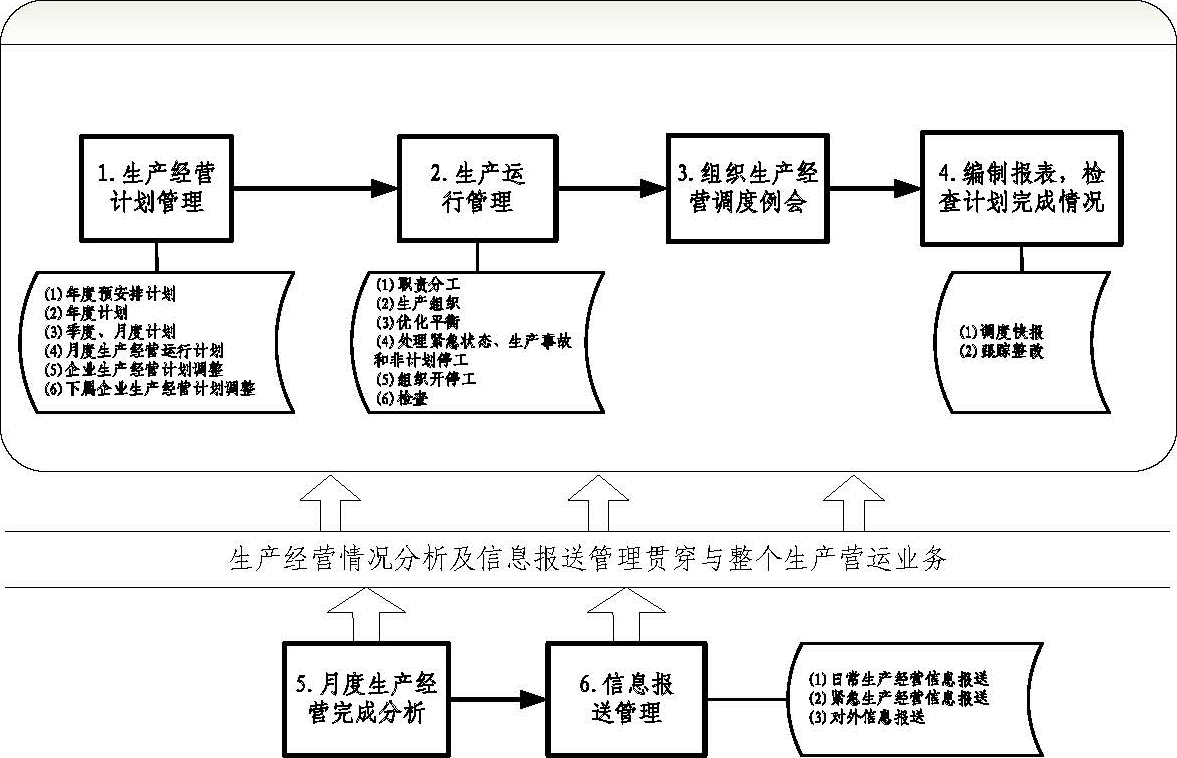 1. 生产经营
计划管理
2. 生产运
行管理
3. 组织生产经
营调度例会
4. 编制报表，检
查计划完成情况
(1) 年度预安排计划
(2) 年度计划
(3) 季度、月度计划
(4) 月度生产经营运行计划
(5) 企业生产经营计划调整
(6) 下属企业生产经营计划调整
(1) 职责分工
(2) 生产组织
(3) 优化平衡
(4) 处理紧急状态、生产事故
和非计划停工
(5) 组织开停工
(6) 检查
(1) 调度快报
(2) 跟踪整改
生产经营情况分析及信息报送管理贯穿与整个生产营运业务
5. 月度生产经
营完成分析
6. 信息报
送管理
(1) 日常生产经营信息报送
(2) 紧急生产经营信息报送
(3) 对外信息报送